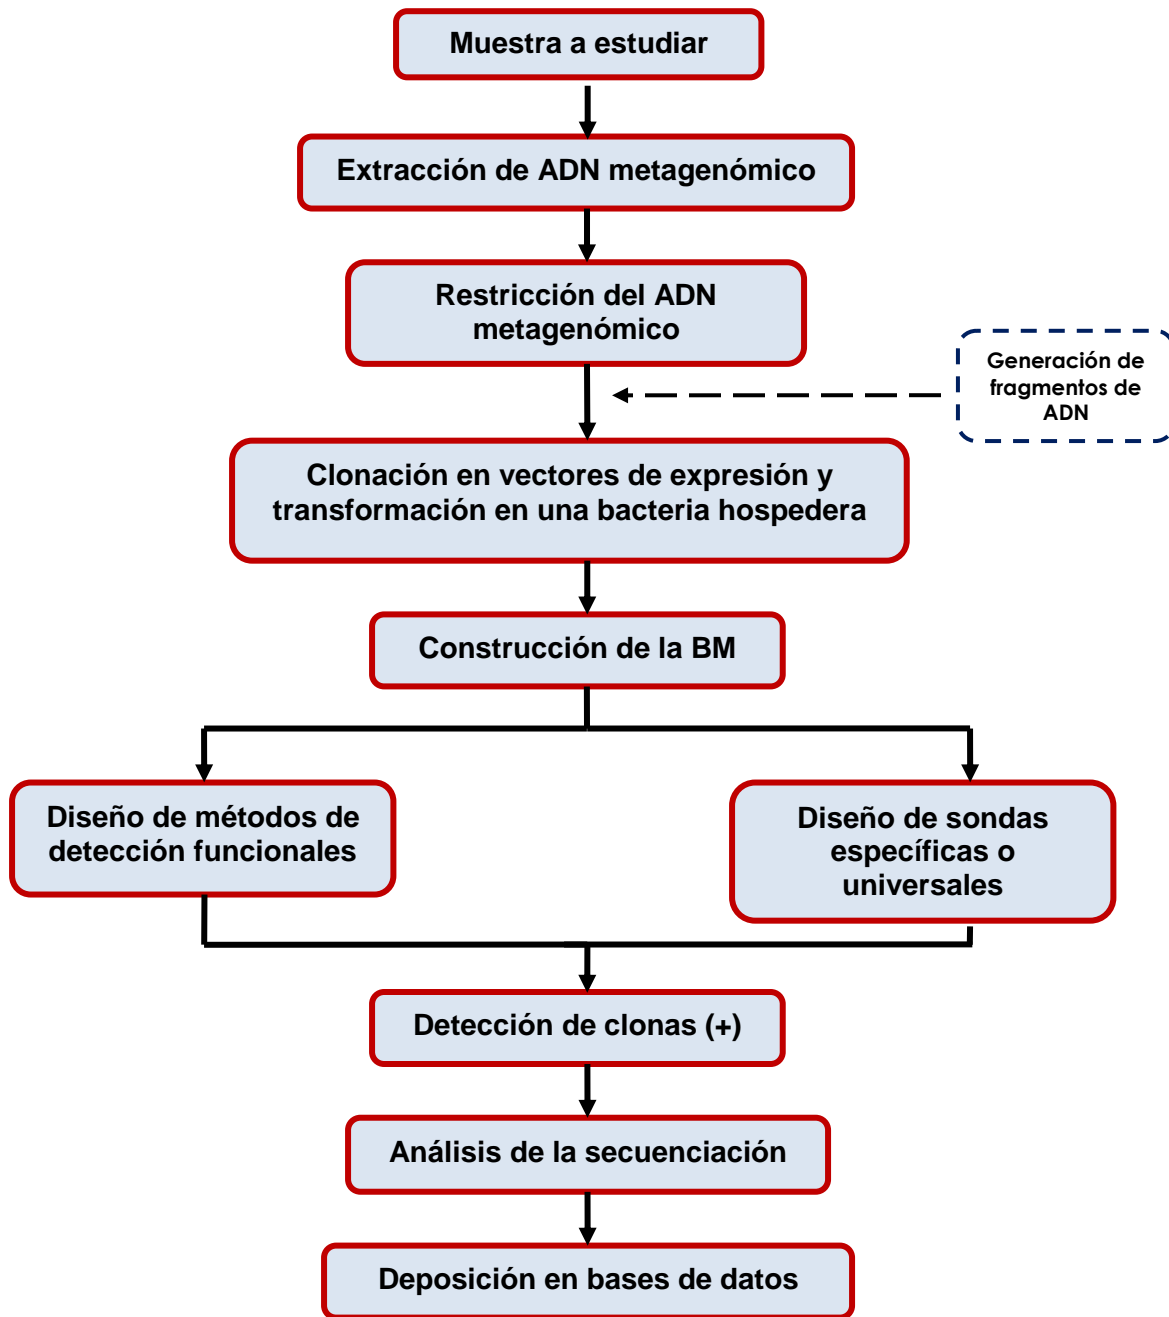 Muestra a estudiar
Extracción de ADN metagenómico
Restricción del ADN
metagenómico
Generación de
fragmentos de
ADN
Clonación en vectores de expresión y
transformación en una bacteria hospedera
Construcción de la BM
Diseño de métodos de
detección funcionales
Diseño de sondas
específicas o
universales
Detección de clonas (+)
Análisis de la secuenciación
Deposición en bases de datos